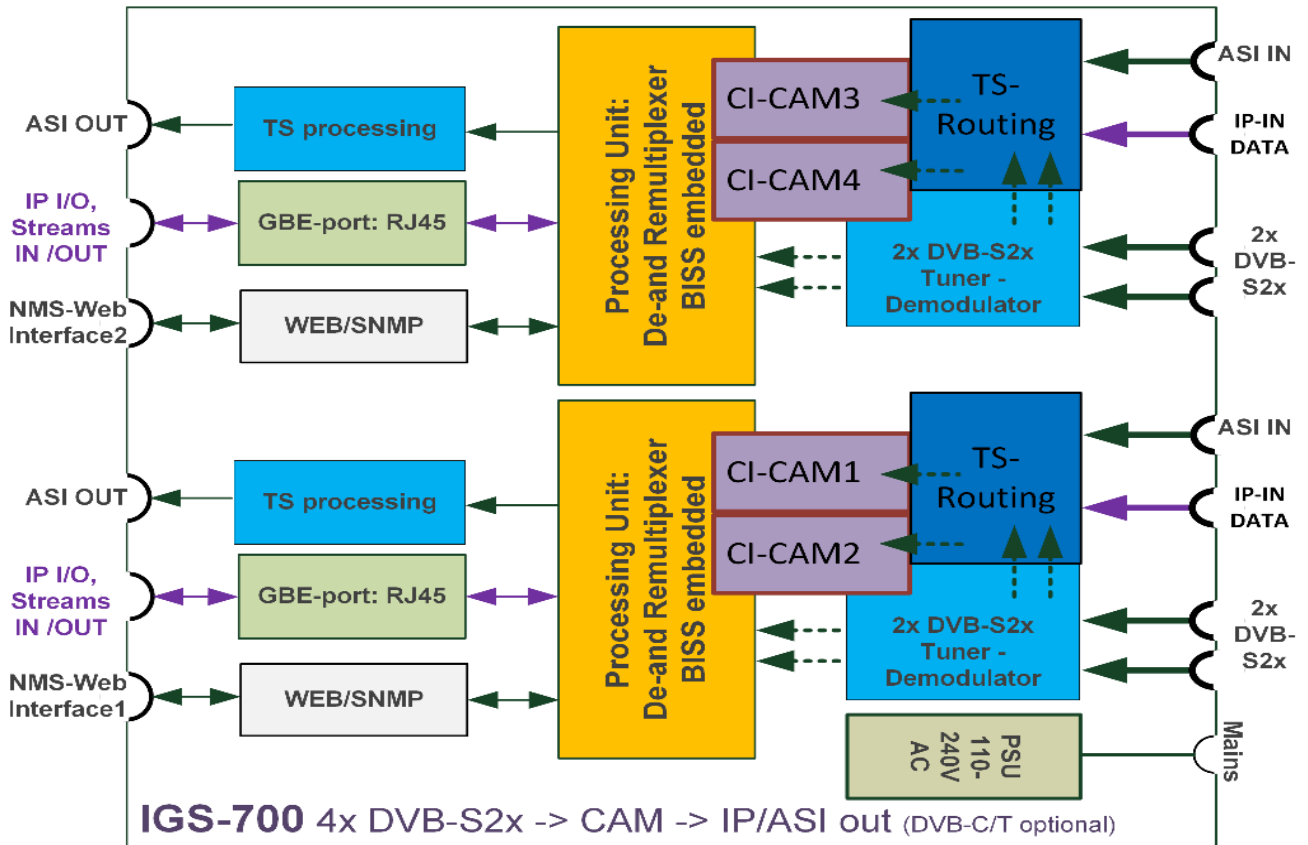 ASI OUT
IP I/O,
Streams
IN /OUT
NMS-Web
Interface2
TS processing
GBE-port: RJ45
WEB/SNMP
Processing Unit:
De-and Remultiplexer
BISS embedded
CI-CAM3
CI-CAM4
TS-
Routing
2x DVB-S2x
Tuner -
Demodulator
ASI IN
IP-IN
DATA
2x
DVB-
S2x
ASI OUT
IP I/O,
Streams
IN /OUT
NMS-Web
Interface1
TS processing
GBE-port: RJ45
WEB/SNMP
Processing Unit:
De-and Remultiplexer
BISS embedded
CI-CAM1
CI-CAM2
TS-
Routing
2x DVB-S2x
Tuner -
Demodulator
ASI IN
IP-IN
DATA
2x
DVB-
S2x
PSU
110-
240V
AC
Mains
IGS-700 4x DVB-S2x -> CAM -> IP/ASI out (DVB-C/T optional)